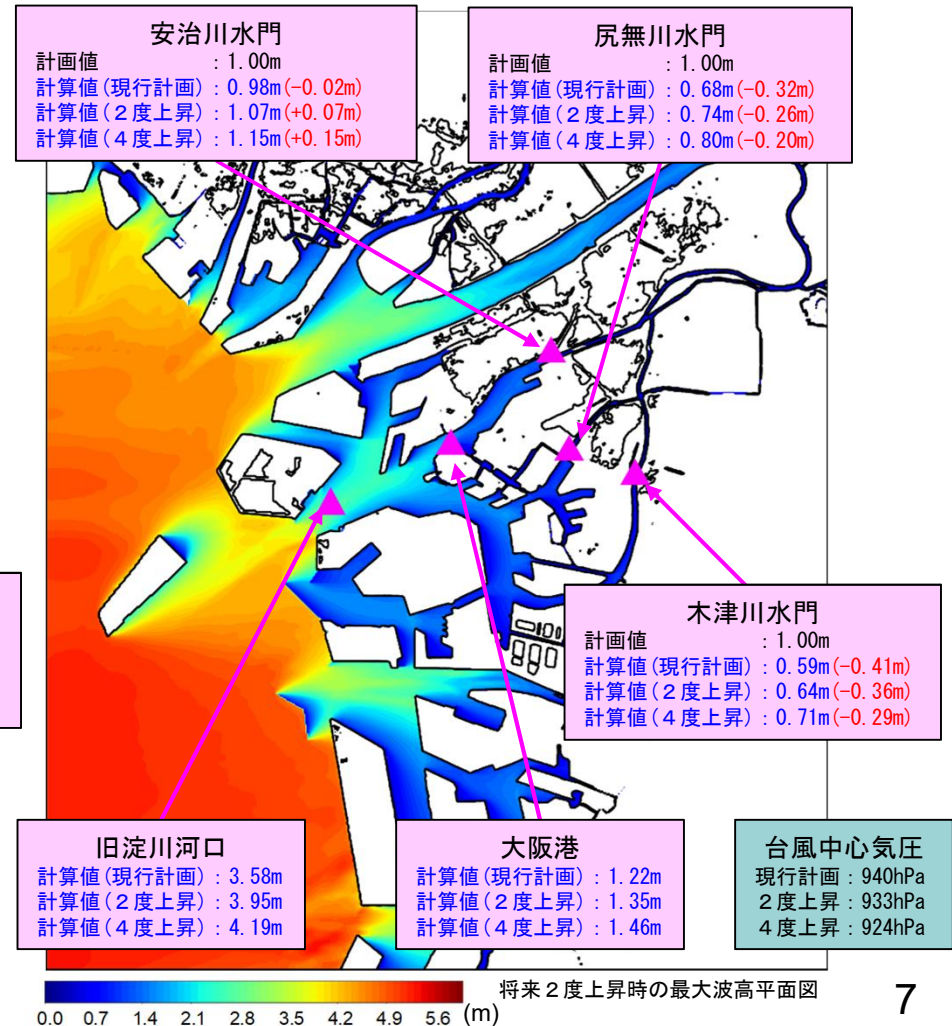 安治川水門
計画値 : 1.00m
計算値(現行計画) : 0.98m(-0.02m)
計算値(2度上昇) : 1.07m(+0.07m)
計算値(4度上昇) : 1.15m(+0.15m)
尻無川水門
計画値 : 1.00m
計算値(現行計画) : 0.68m(-0.32m)
計算値(2度上昇) : 0.74m(-0.26m)
計算値(4度上昇) : 0.80m(-0.20m)
木津川水門
計画値 : 1.00m
計算値(現行計画) : 0.59m(-0.41m)
計算値(2度上昇) : 0.64m(-0.36m)
計算値(4度上昇) : 0.71m(-0.29m)
旧淀川河口
計算値(現行計画) : 3.58m
計算値(2度上昇) : 3.95m
計算値(4度上昇) : 4.19m
大阪港
計算値(現行計画) : 1.22m
計算値(2度上昇) : 1.35m
計算値(4度上昇) : 1.46m
台風中心気圧
現行計画 : 940hPa
2度上昇 : 933hPa
4度上昇 : 924hPa
将来2度上昇時の最大波高平面図
0.0 0.7 1.4 2.1 2.8 3.5 4.2 4.9 5.6 (m)
7